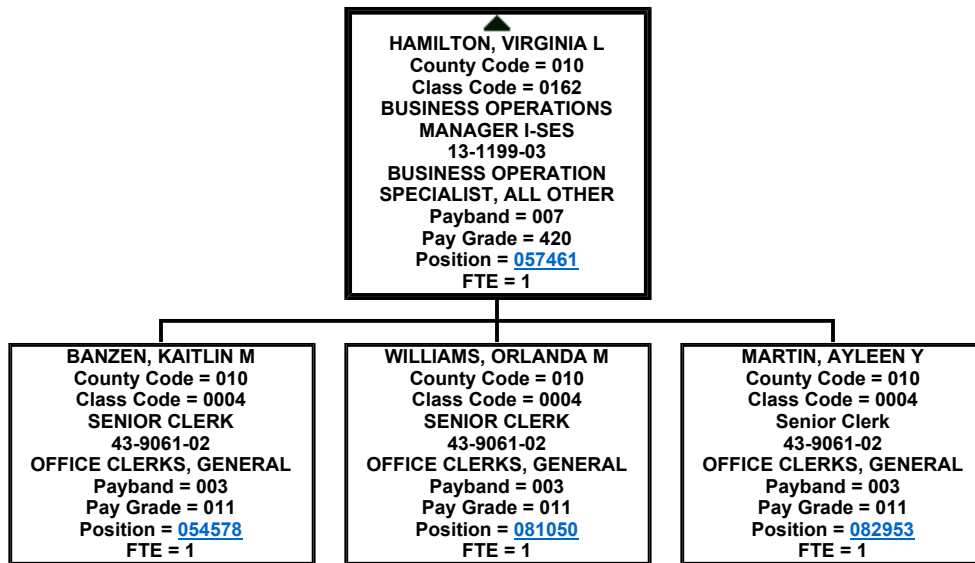 HAMILTON, VIRGINIA L
County Code = 010
Class Code = 0162
BUSINESS OPERATIONS
MANAGER I-SES
13-1199-03
BUSINESS OPERATION
SPECIALIST, ALL OTHER
Payband = 007
Pay Grade = 420
Position = 057461
FTE = 1
BANZEN, KAITLIN M
County Code = 010
Class Code = 0004
SENIOR CLERK
43-9061-02
OFFICE CLERKS, GENERAL
Payband = 003
Pay Grade = 011
Position = 054578
FTE = 1
WILLIAMS, ORLANDA M
County Code = 010
Class Code = 0004
SENIOR CLERK
43-9061-02
OFFICE CLERKS, GENERAL
Payband = 003
Pay Grade = 011
Position = 081050
FTE = 1
MARTIN, AYLEEN Y
County Code = 010
Class Code = 0004
Senior Clerk
43-9061-02
OFFICE CLERKS, GENERAL
Payband = 003
Pay Grade = 011
Position = 082953
FTE = 1